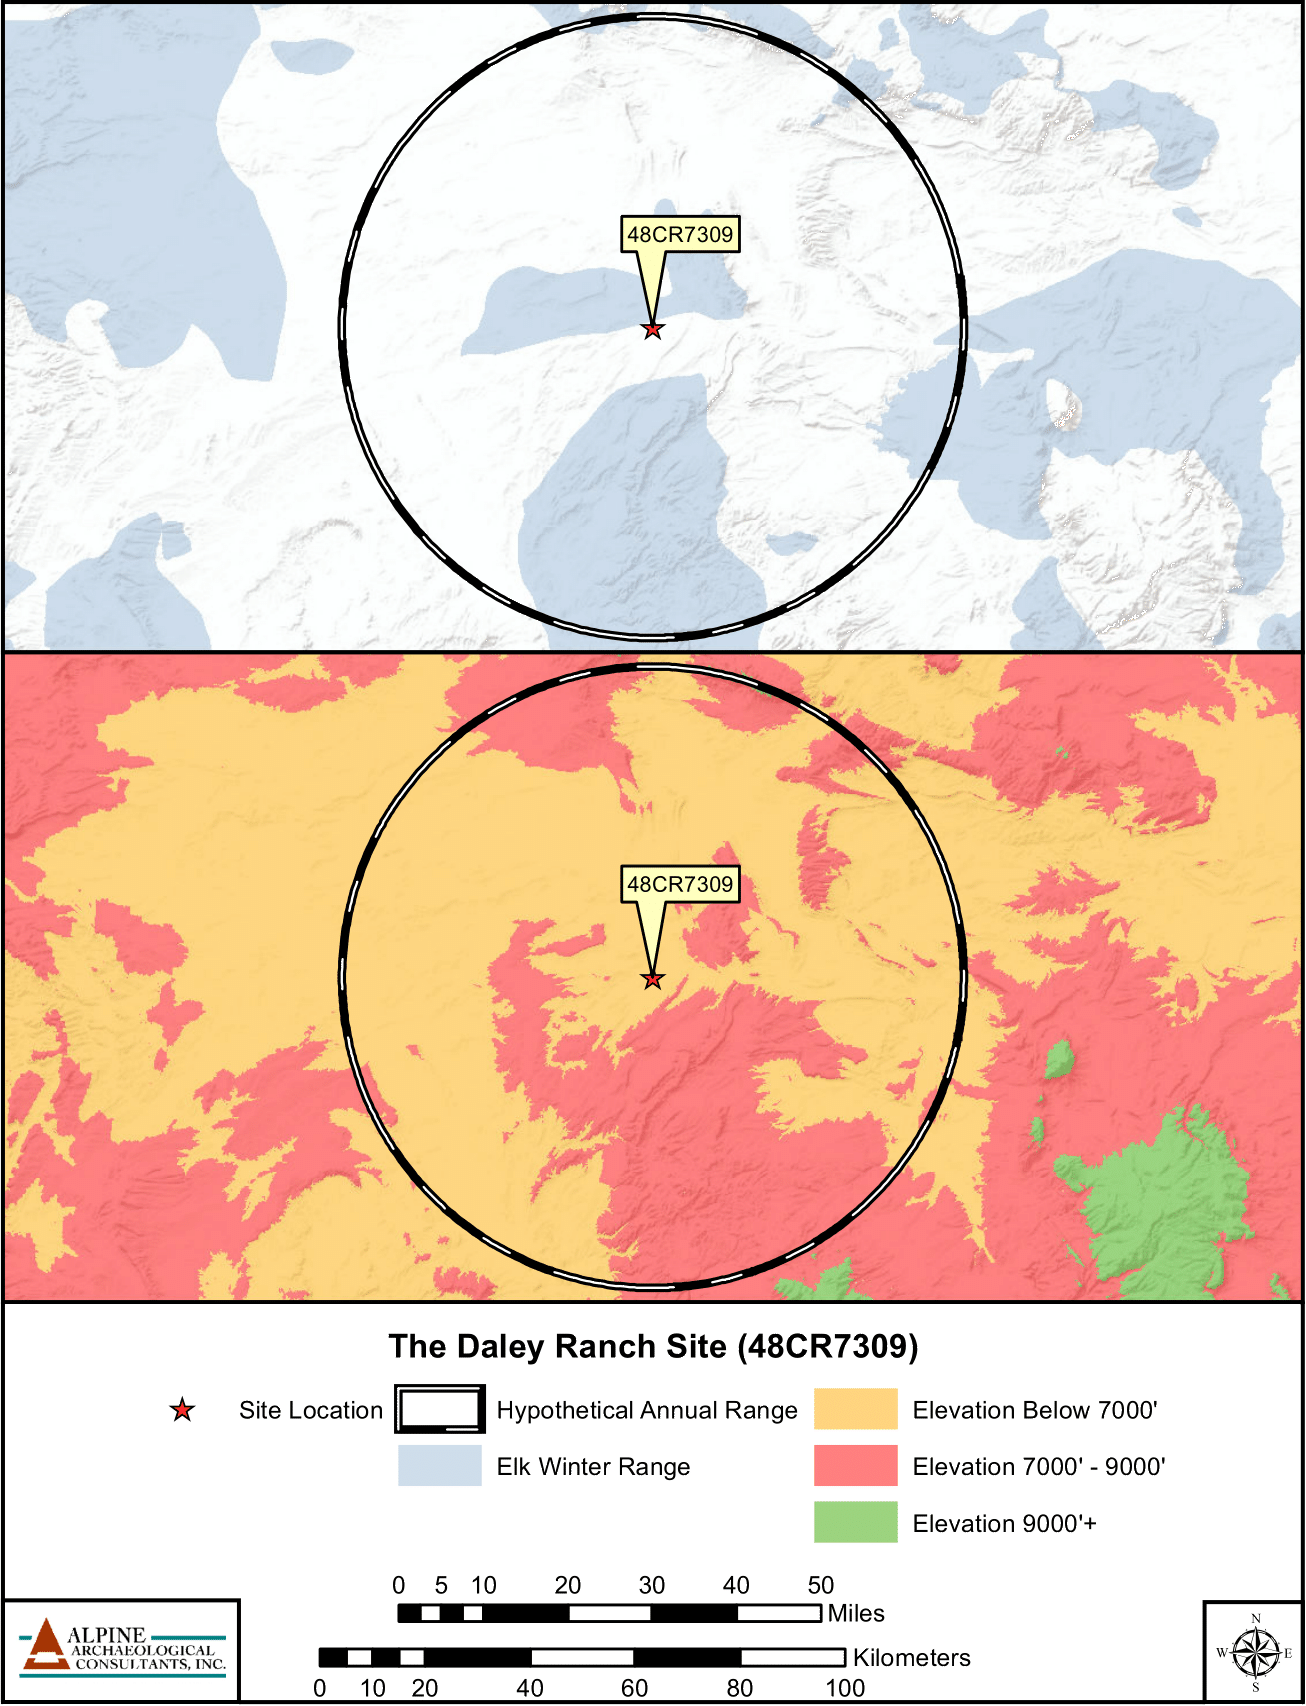 48CR7309
48CR7309
The Daley Ranch Site (48CR7309)
Site Location
Hypothetical Annual Range
Elk Winter Range
Elevation Below 7000'
Elevation 7000' - 9000'
Elevation 9000'+
0 5 10 20 30 40 50
Miles
Kilometers
0 10 20 40 60 80 100
ALPINE
ARCHAEOLOGICAL
CONSULTANTS, INC.
N
W E
S